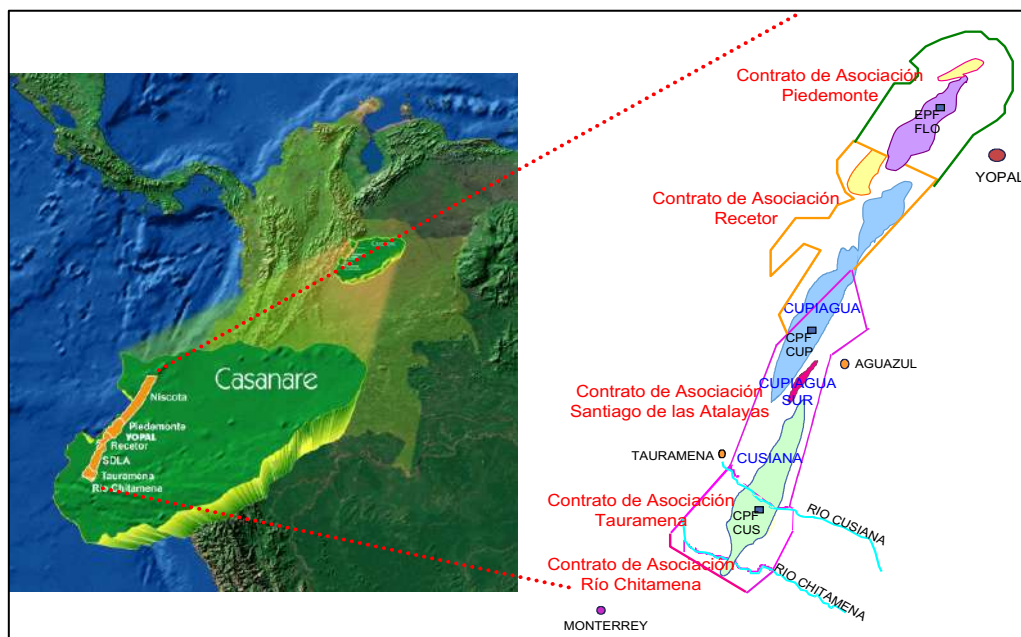 Casanare
Niscota
Piedemonte
YOPAL
Recetor
SDLA
Tauramena
Río Chitamena
Contrato de Asociación
Piedemonte
EPF
FLO
YOPAL
Contrato de Asociación
Recetor
CUPIAGUA
CPF
CUP
AGUAZUL
CUPIAGUA
SUR
Contrato de Asociación
Santiago de las Atalayas
TAURAMENA
CUSIANA
Contrato de Asociación
Tauramena
CPF
CUS
RIO CUSIANA
Contrato de Asociación
Río Chitamena
RIO CHITAMENA
MONTERREY